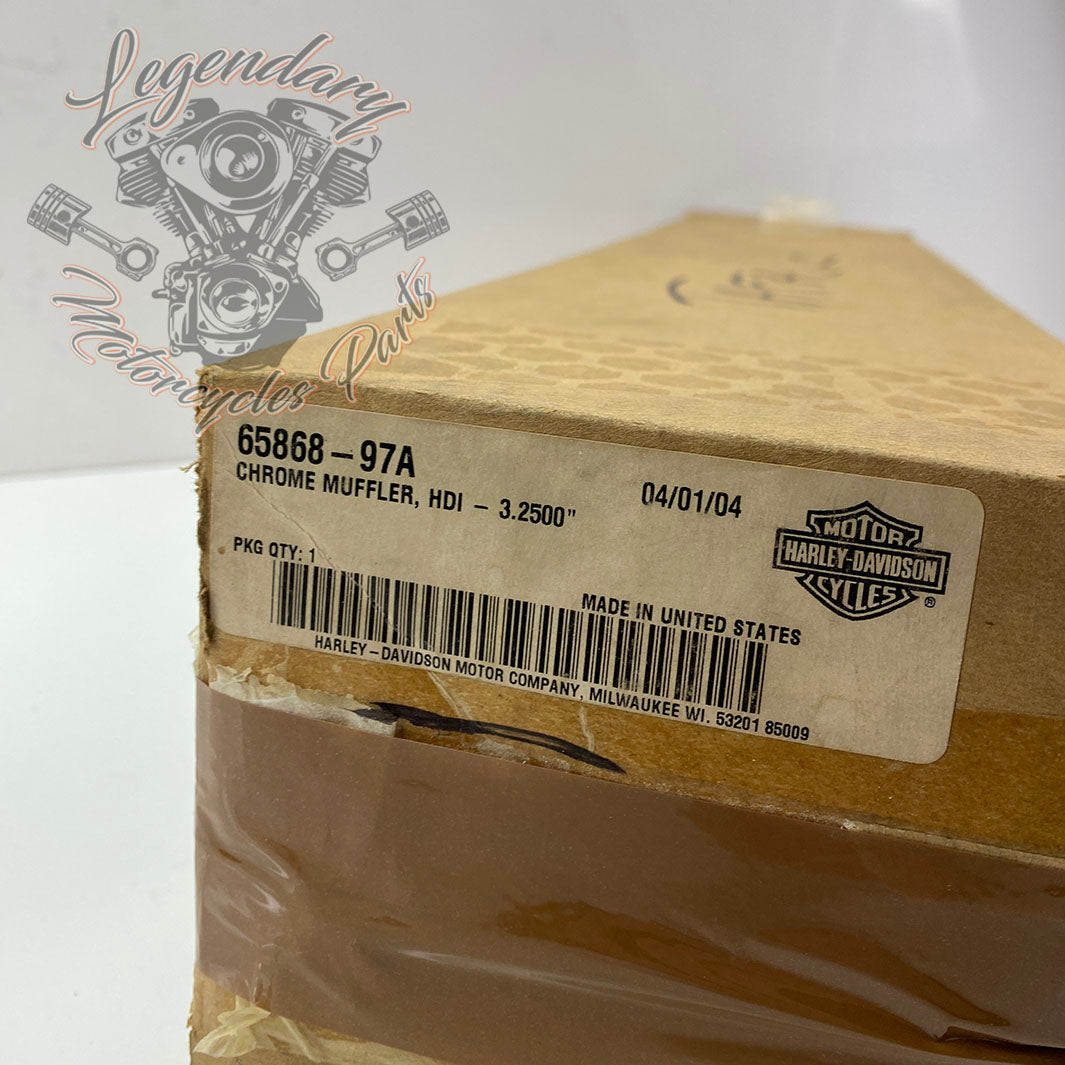 Legendary
Motorcycles Parts
65868-97A
CHROME MUFFLER, HDI - 3.2500"
04/01/04
PKG QTY: 1
MOTOR
HARLEY-DAVIDSON
CYCLES
®
MADE IN UNITED STATES
HARLEY-DAVIDSON MOTOR COMPANY, MILWAUKEE WI. 53201 85009